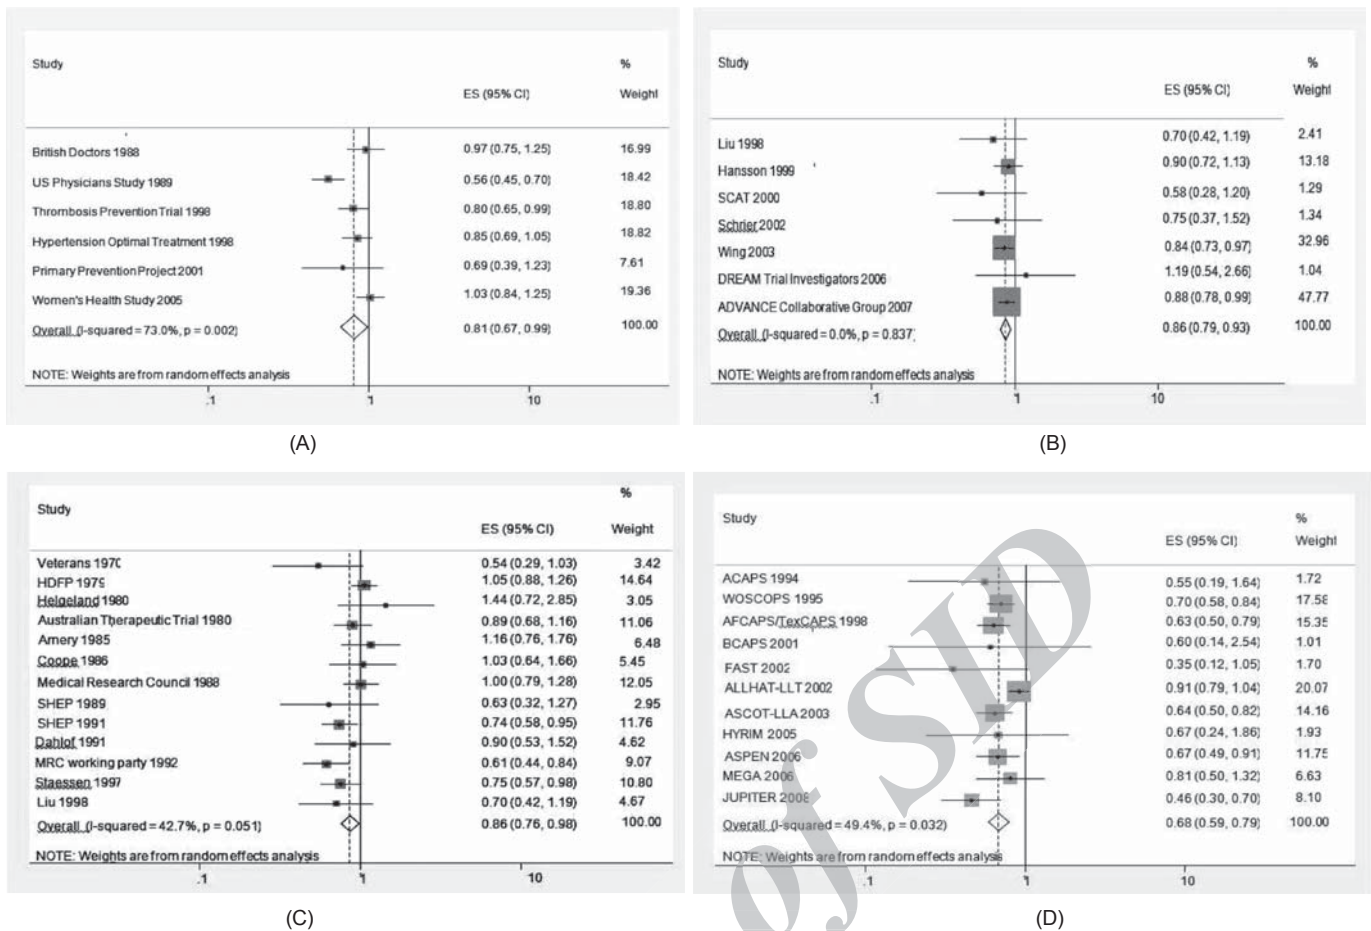 Study %
ES (95% CI) Weight
British Doctors 1988 0.97 (0.75, 1.25) 16.99
US Physicians Study 1989 0.56 (0.45, 0.70) 18.42
Thrombosis Prevention Trial 1998 0.80 (0.65, 0.99) 18.80
Hypertension Optimal Treatment 1998 0.85 (0.69, 1.05) 18.82
Primary Prevention Project 2001 0.69 (0.39, 1.23) 7.61
Women's Health Study 2005 1.03 (0.84, 1.25) 19.36
Overall (I-squared = 73.0%, p = 0.002) 0.81 (0.67, 0.99) 100.00
NOTE: Weights are from random effects analysis
.1 1 10
(A)
Study %
ES (95% CI) Weight
Liu 1998 0.70 (0.42, 1.19) 2.41
Hansson 1999 0.90 (0.72, 1.13) 13.18
SCAT 2000 0.58 (0.28, 1.20) 1.29
Schrier 2002 0.75 (0.37, 1.52) 1.34
Wing 2003 0.84 (0.73, 0.97) 32.96
DREAM Trial Investigators 2006 1.19 (0.54, 2.66) 1.04
ADVANCE Collaborative Group 2007 0.88 (0.78, 0.99) 47.77
Overall (I-squared = 0.0%, p = 0.837) 0.86 (0.79, 0.93) 100.00
NOTE: Weights are from random effects analysis
.1 1 10
(B)
Study %
ES (95% CI) Weight
Veterans 1970 0.54 (0.29, 1.03) 3.42
HDFP 1979 1.05 (0.88, 1.26) 14.64
Helgeland 1980 1.44 (0.72, 2.85) 3.05
Australian Therapeutic Trial 1980 0.89 (0.68, 1.16) 11.06
Amery 1985 1.16 (0.76, 1.76) 6.48
Coope 1986 1.03 (0.64, 1.66) 5.45
Medical Research Council 1988 1.00 (0.79, 1.28) 12.05
SHEP 1989 0.63 (0.32, 1.27) 2.95
SHEP 1991 0.74 (0.58, 0.95) 11.76
Dahlof 1991 0.90 (0.53, 1.52) 4.62
MRC working party 1992 0.61 (0.44, 0.84) 9.07
Staessen 1997 0.75 (0.57, 0.98) 10.80
Liu 1998 0.70 (0.42, 1.19) 4.67
Overall (I-squared = 42.7%, p = 0.051) 0.86 (0.76, 0.98) 100.00
NOTE: Weights are from random effects analysis
.1 1 10
(C)
Study %
ES (95% CI) Weight
ACAPS 1994 0.55 (0.19, 1.64) 1.72
WOSCOPS 1995 0.70 (0.58, 0.84) 17.58
AFCAPS/TexCAPS 1998 0.63 (0.50, 0.79) 15.35
BCAPS 2001 0.60 (0.14, 2.54) 1.01
FAST 2002 0.35 (0.12, 1.05) 1.70
ALLHAT-LLT 2002 0.91 (0.79, 1.04) 20.07
ASCOT-LLA 2003 0.64 (0.50, 0.82) 14.16
HYRIM 2005 0.67 (0.24, 1.86) 1.93
ASPEN 2006 0.67 (0.49, 0.91) 11.75
MEGA 2006 0.81 (0.50, 1.32) 6.63
JUPITER 2008 0.46 (0.30, 0.70) 8.10
Overall (I-squared = 49.4%, p = 0.032) 0.68 (0.59, 0.79) 100.00
NOTE: Weights are from random effects analysis
.1 1 10
(D)
of SID